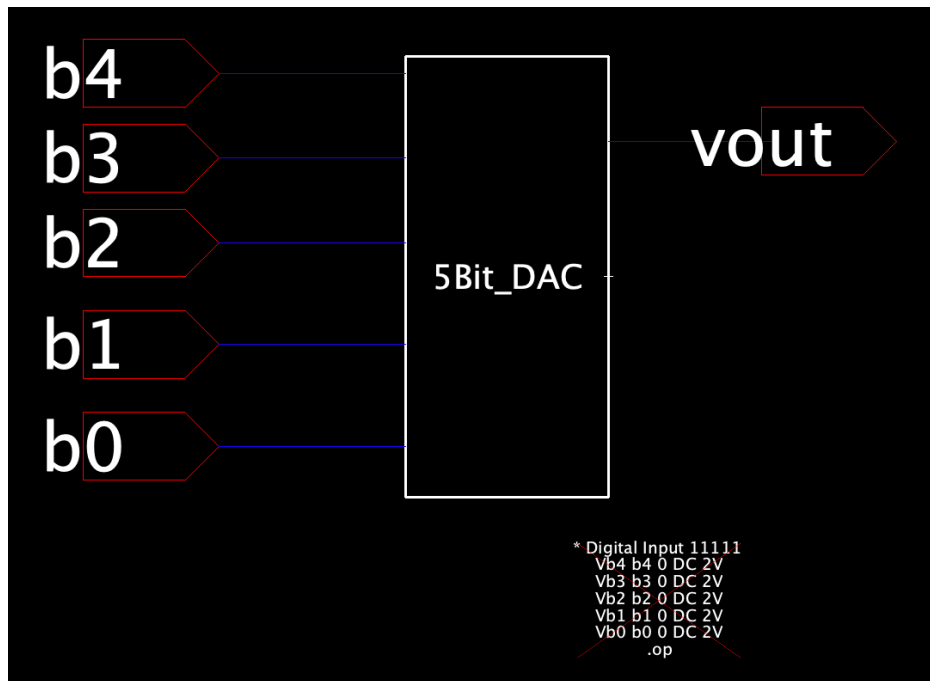 b4
b3
vout
b2
5Bit_DAC
b1
b0
* Digital Input 11111
Vb4 b4 0 DC 2V
Vb3 b3 0 DC 2V
Vb2 b2 0 DC 2V
Vb1 b1 0 DC 2V
Vb0 b0 0 DC 2V
.op